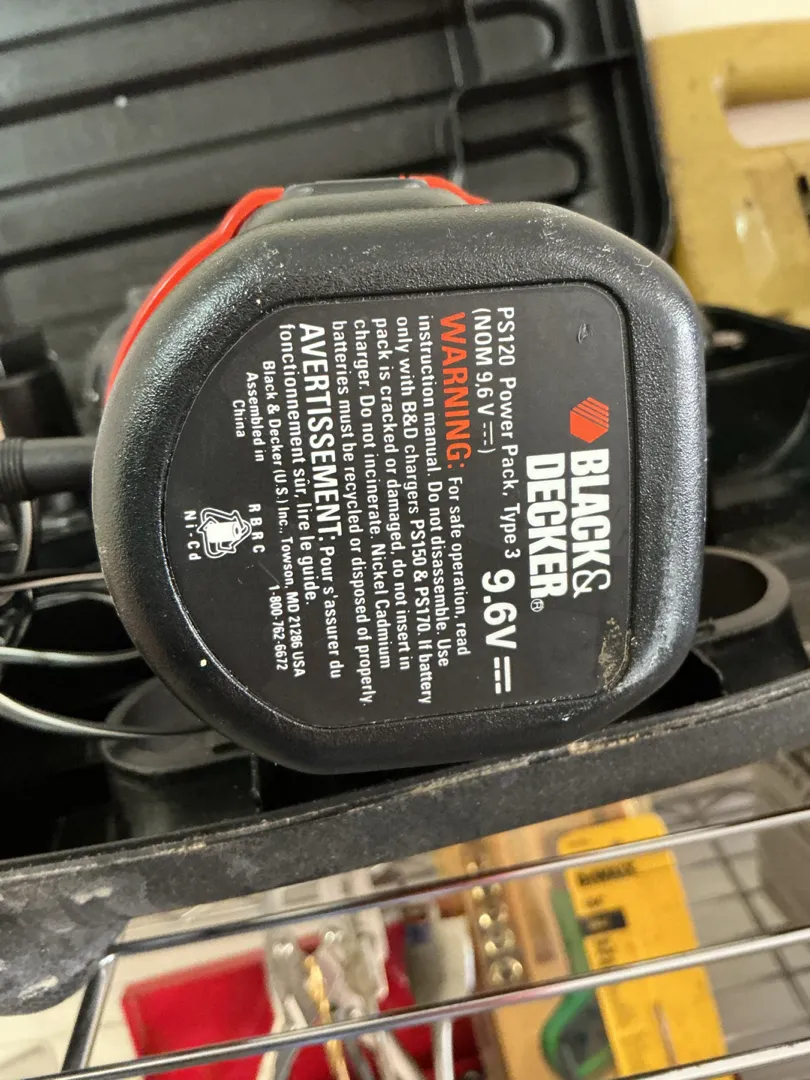 BLACK&
DECKER®
PS120 Power Pack, Type 3
(NOM 9.6 V ⎓)
9.6V ⎓
WARNING: For safe operation, read
instruction manual. Do not disassemble. Use
only with B&D chargers PS150 & PS170. If battery
pack is cracked or damaged, do not insert in
charger. Do not incinerate. Nickel Cadmium
batteries must be recycled or disposed of properly.
AVERTISSEMENT: Pour s'assurer du
fonctionnement sûr, lire le guide.
Black & Decker (U.S.) Inc., Towson, MD 21286 USA
Assembled in
China
1-800-762-6672
RBRC
Ni-Cd
DEWALT